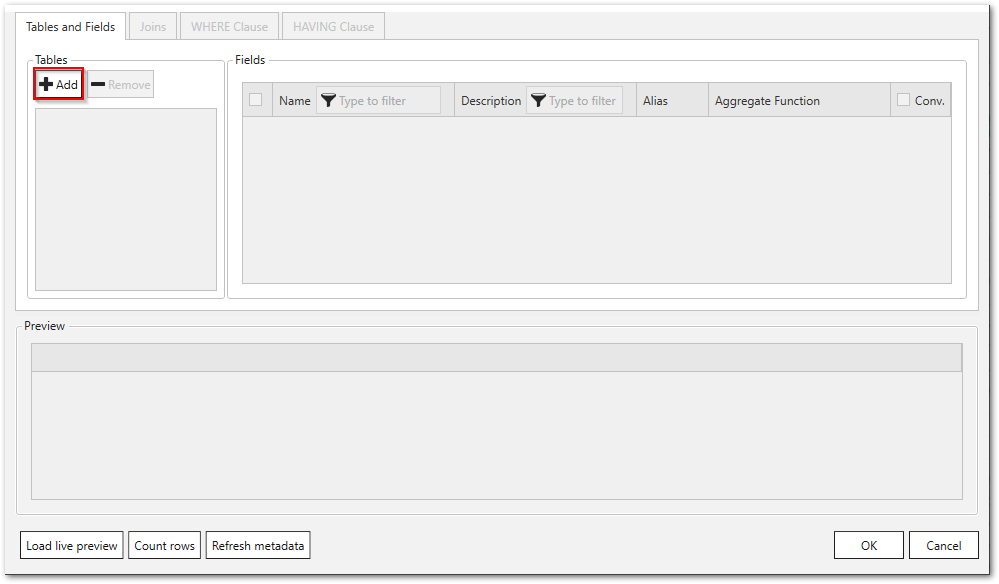 Tables and Fields Joins WHERE Clause HAVING Clause
Tables
Add Remove
Fields
Name Type to filter Description Type to filter Alias Aggregate Function Conv.
Preview
Load live preview Count rows Refresh metadata OK Cancel